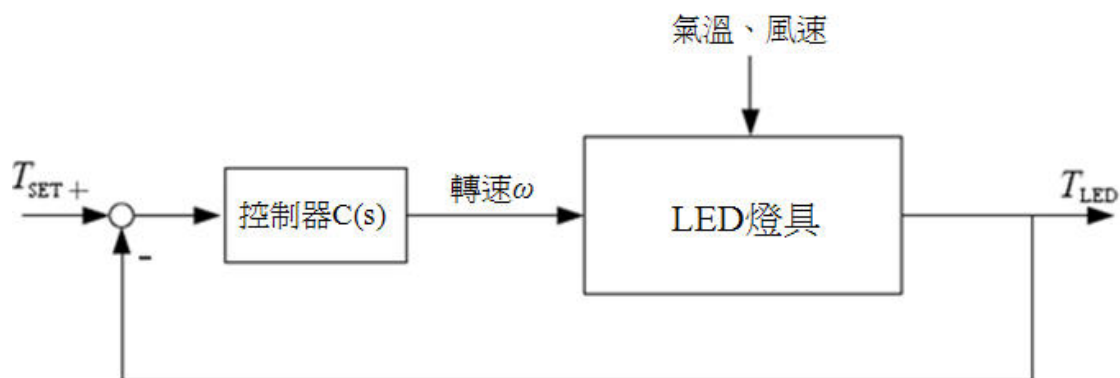 氣溫、風速
T_SET +
控制器C(s)
轉速ω
LED燈具
T_LED
-